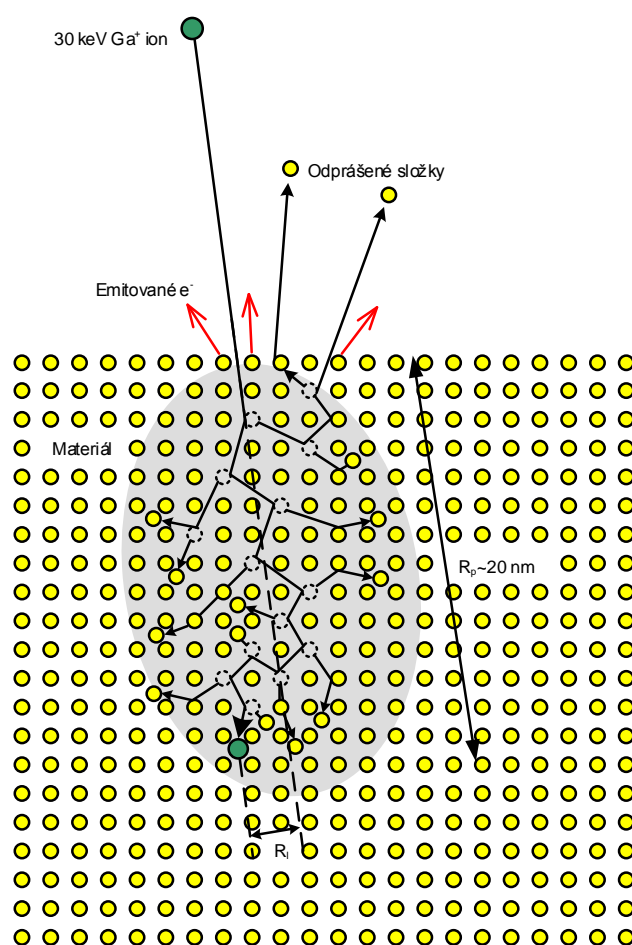 30 keV Ga⁺ ion
Odprášené složky
Emitované e⁻
Materiál
Rₚ~20 nm
Rₗ